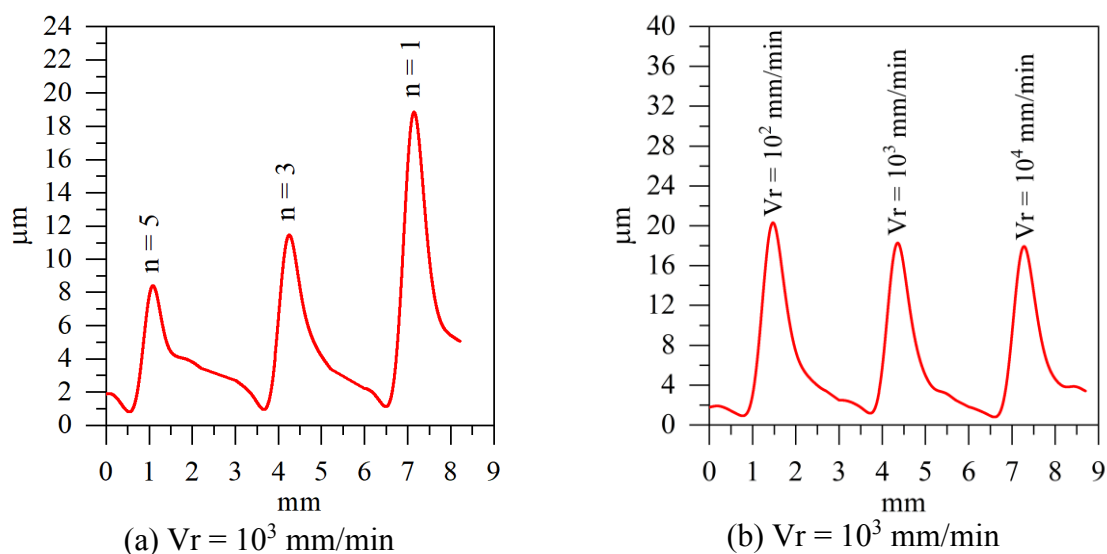 24
22
20
18
16
14
12
10
8
6
4
2
0
μm
n = 5
n = 3
n = 1
0 1 2 3 4 5 6 7 8 9
mm
(a) Vr = 10³ mm/min
40
36
32
28
24
20
16
12
8
4
0
μm
Vr = 10² mm/min
Vr = 10³ mm/min
Vr = 10⁴ mm/min
0 1 2 3 4 5 6 7 8 9
mm
(b) Vr = 10³ mm/min